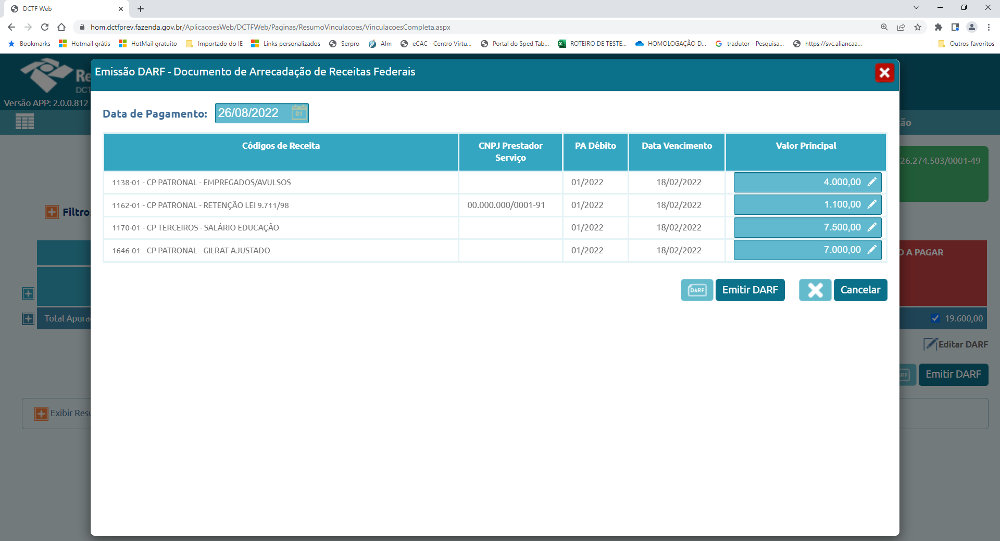 DCTF Web
hom.dctfprev.fazenda.gov.br/AplicacoesWeb/DCTFWeb/Paginas/ResumoVinculacoes/VinculacoesCompleta.aspx
Bookmarks Hotmail grátis HotMail gratuito Importado do IE Links personalizados Serpro Alm eCAC - Centro Virtu... Portal do Sped Tab... ROTEIRO DE TESTE... HOMOLOGAÇÃO D... tradutor - Pesquisa... https://svc.aliancaa... Outros favoritos
Re
DCT
Versão APP: 2.0.0.812
Emissão DARF - Documento de Arrecadação de Receitas Federais
Data de Pagamento: 26/08/2022
01
ão
Códigos de Receita CNPJ Prestador Serviço PA Débito Data Vencimento Valor Principal
26.274.503/0001-49
1138-01 - CP PATRONAL - EMPREGADOS/AVULSOS 01/2022 18/02/2022 4.000,00
1162-01 - CP PATRONAL - RETENÇÃO LEI 9.711/98 00.000.000/0001-91 01/2022 18/02/2022 1.100,00
Filtro
1170-01 - CP TERCEIROS - SALÁRIO EDUCAÇÃO 01/2022 18/02/2022 7.500,00
1646-01 - CP PATRONAL - GILRAT AJUSTADO 01/2022 18/02/2022 7.000,00
O A PAGAR
DARF Emitir DARF Cancelar
Total Apura 19.600,00
Editar DARF
RF Emitir DARF
Exibir Resu